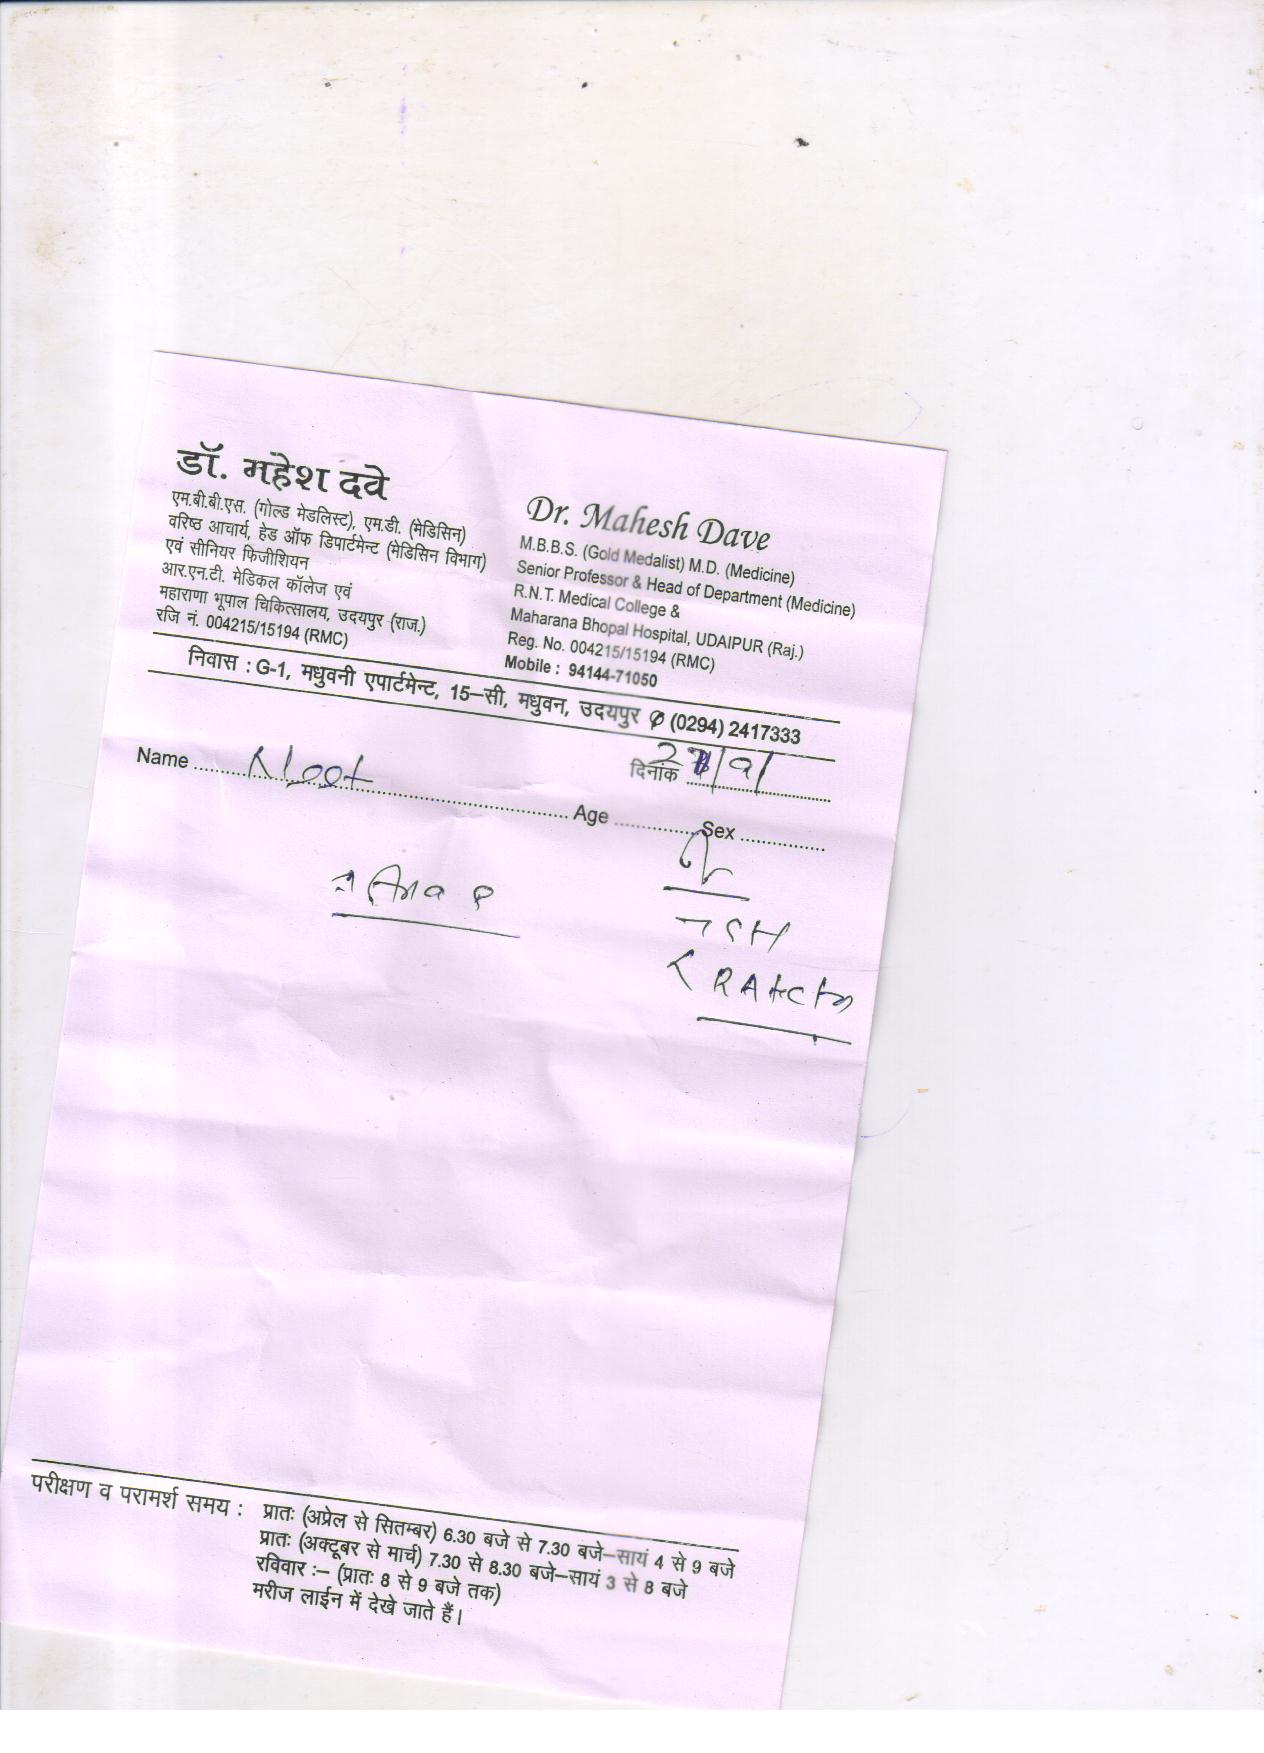 डॉ. महेश दवे
एम.बी.बी.एस. (गोल्ड मेडलिस्ट), एम.डी. (मेडिसिन)
वरिष्ठ आचार्य, हेड ऑफ डिपार्टमेन्ट (मेडिसिन विभाग)
एवं सीनियर फिजीशियन
आर.एन.टी. मेडिकल कॉलेज एवं
महाराणा भूपाल चिकित्सालय, उदयपुर (राज.)
रजि नं. 004215/15194 (RMC)
Dr. Mahesh Dave
M.B.B.S. (Gold Medalist) M.D. (Medicine)
Senior Professor & Head of Department (Medicine)
R.N.T. Medical College &
Maharana Bhopal Hospital, UDAIPUR (Raj.)
Reg. No. 004215/15194 (RMC)
Mobile : 94144-71050
निवास : G-1, मधुवनी एपार्टमेन्ट, 15–सी, मधुवन, उदयपुर ✆ (0294) 2417333
दिनांक
Name Age Sex
परीक्षण व परामर्श समय : प्रातः (अप्रेल से सितम्बर) 6.30 बजे से 7.30 बजे–सायं 4 से 9 बजे
प्रातः (अक्टूबर से मार्च) 7.30 से 8.30 बजे–सायं 3 से 8 बजे
रविवार :– (प्रातः 8 से 9 बजे तक)
मरीज लाईन में देखे जाते हैं।